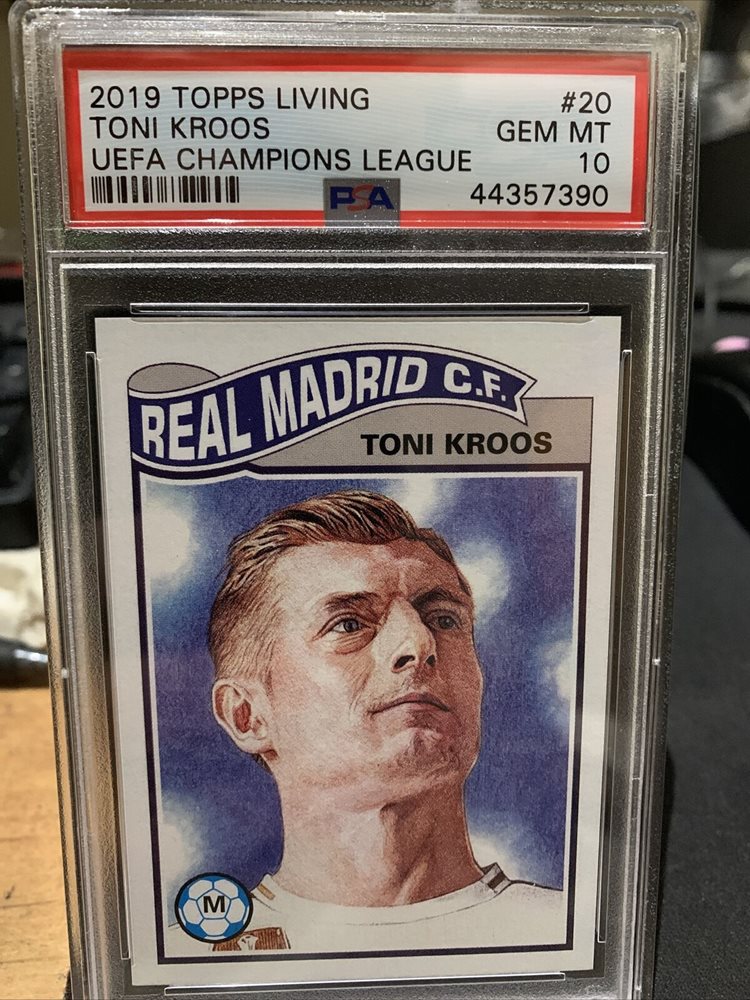 2019 TOPPS LIVING #20
TONI KROOS GEM MT
UEFA CHAMPIONS LEAGUE 10
PSA 44357390
REAL MADRID C.F.
TONI KROOS
M